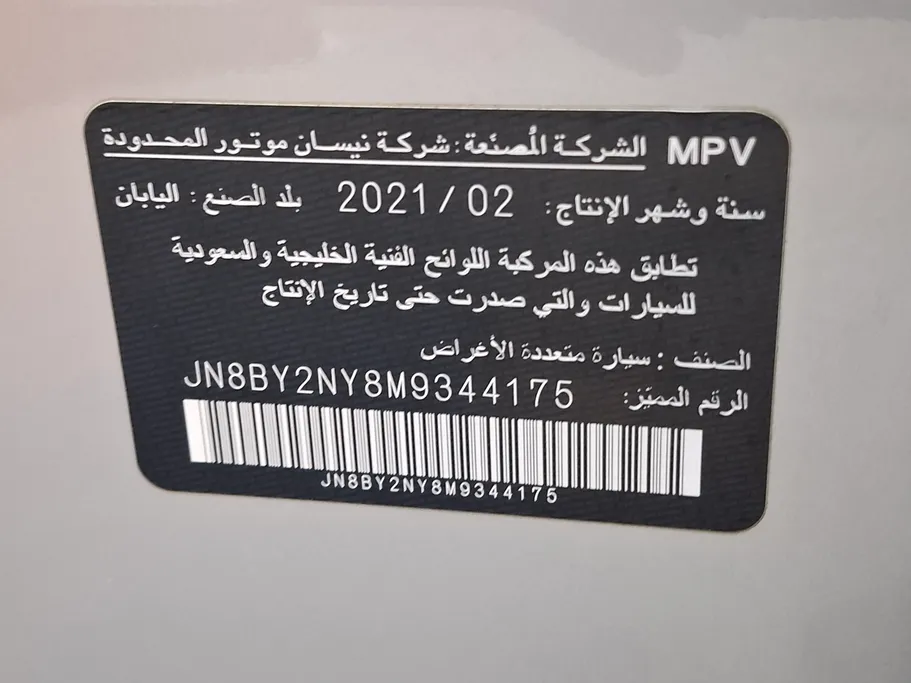 MPV الشركة المُصنّعة : شركة نيسان موتور المحدودة
سنة وشهر الإنتاج: 2021/02 بلد الصنع : اليابان
تطابق هذه المركبة اللوائح الفنية الخليجية والسعودية
للسيارات والتي صدرت حتى تاريخ الإنتاج
الصنف : سيارة متعددة الأغراض
الرقم المميّز: JN8BY2NY8M9344175
JN8BY2NY8M9344175